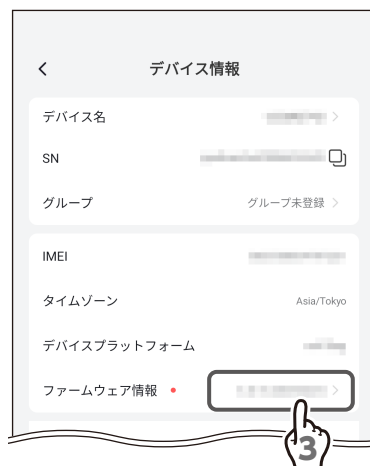 デバイス情報
デバイス名
SN
グループ グループ未登録
IMEI
タイムゾーン Asia/Tokyo
デバイスプラットフォーム
ファームウェア情報
3